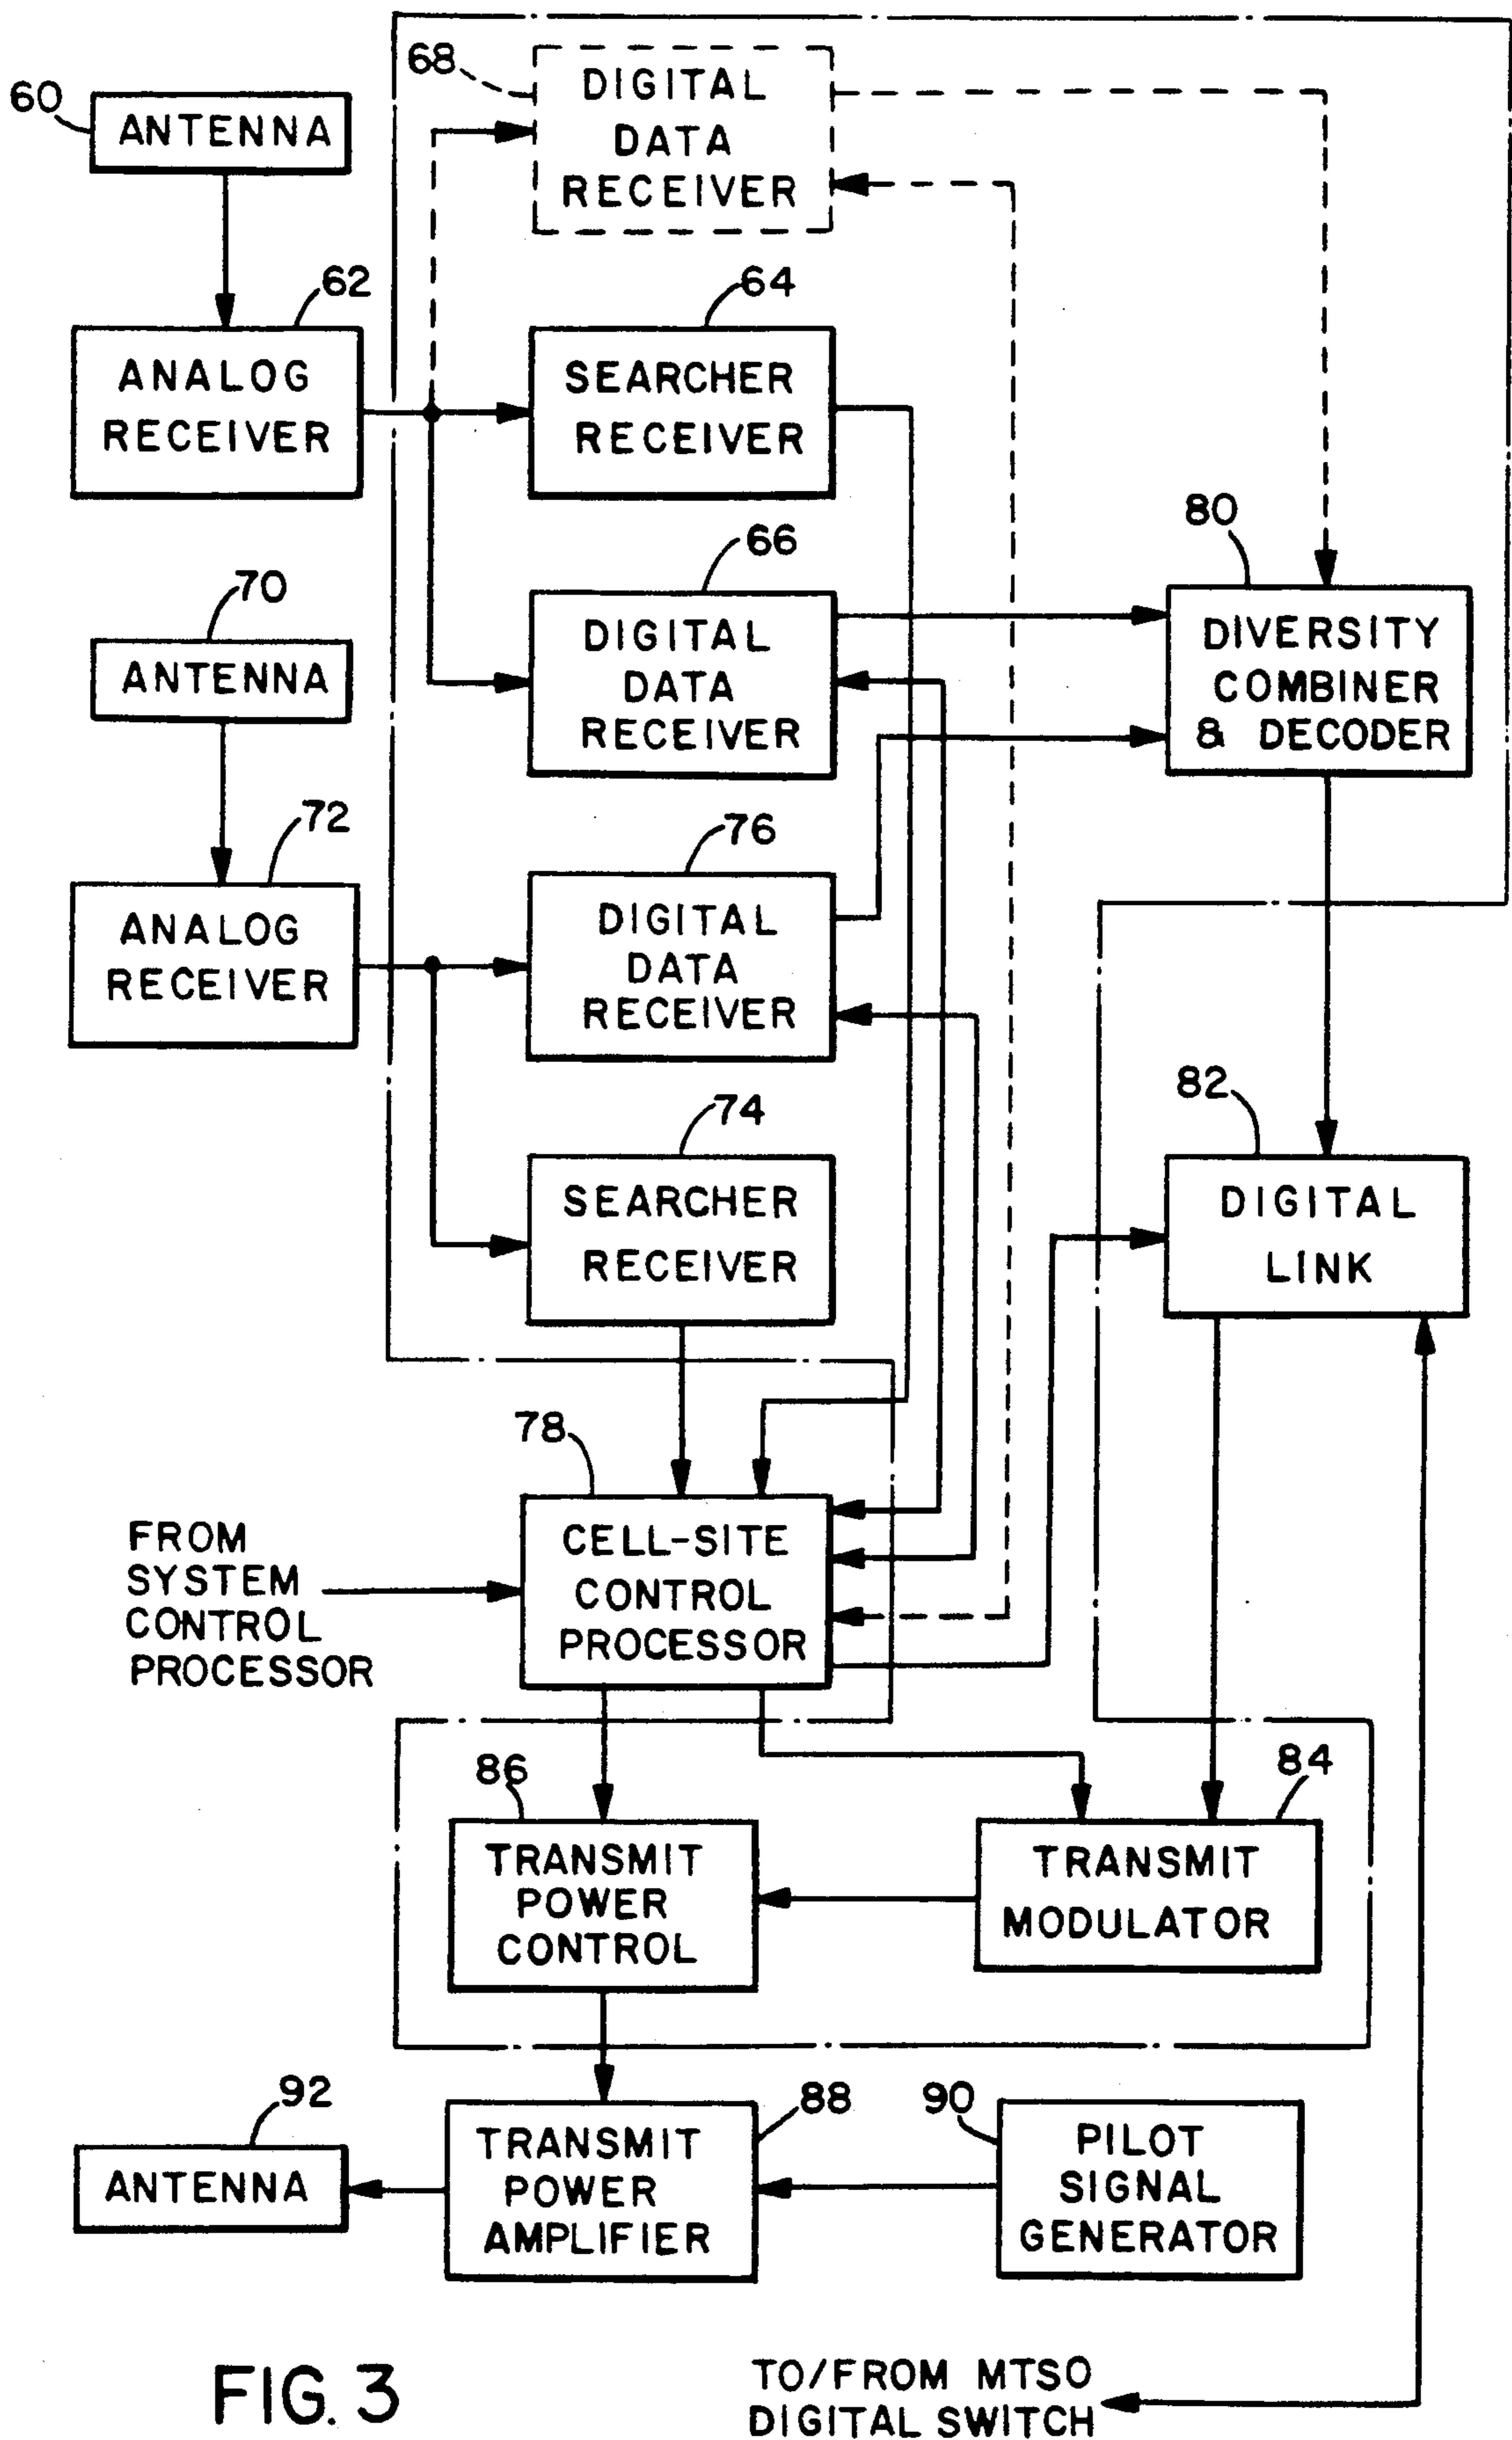 68
DIGITAL
DATA
RECEIVER
60
ANTENNA
62
ANALOG
RECEIVER
64
SEARCHER
RECEIVER
66
DIGITAL
DATA
RECEIVER
80
DIVERSITY
COMBINER
& DECODER
70
ANTENNA
72
ANALOG
RECEIVER
76
DIGITAL
DATA
RECEIVER
74
SEARCHER
RECEIVER
82
DIGITAL
LINK
78
CELL-SITE
CONTROL
PROCESSOR
FROM
SYSTEM
CONTROL
PROCESSOR
86
TRANSMIT
POWER
CONTROL
84
TRANSMIT
MODULATOR
92
ANTENNA
88
TRANSMIT
POWER
AMPLIFIER
90
PILOT
SIGNAL
GENERATOR
FIG. 3
TO/FROM MTSO
DIGITAL SWITCH